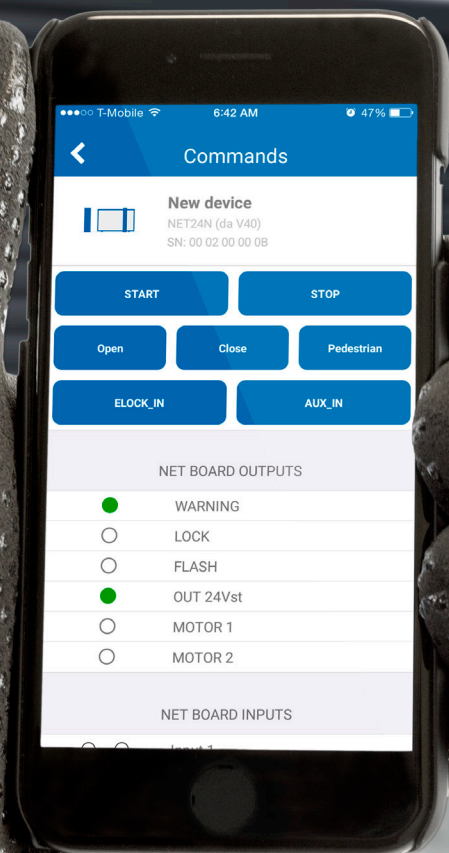 T-Mobile 6:42 AM 47%
Commands
New device
NET24N (da V40)
SN: 00 02 00 00 0B
START STOP
Open Close Pedestrian
ELOCK_IN AUX_IN
NET BOARD OUTPUTS
WARNING
LOCK
FLASH
OUT 24Vst
MOTOR 1
MOTOR 2
NET BOARD INPUTS
Input 1